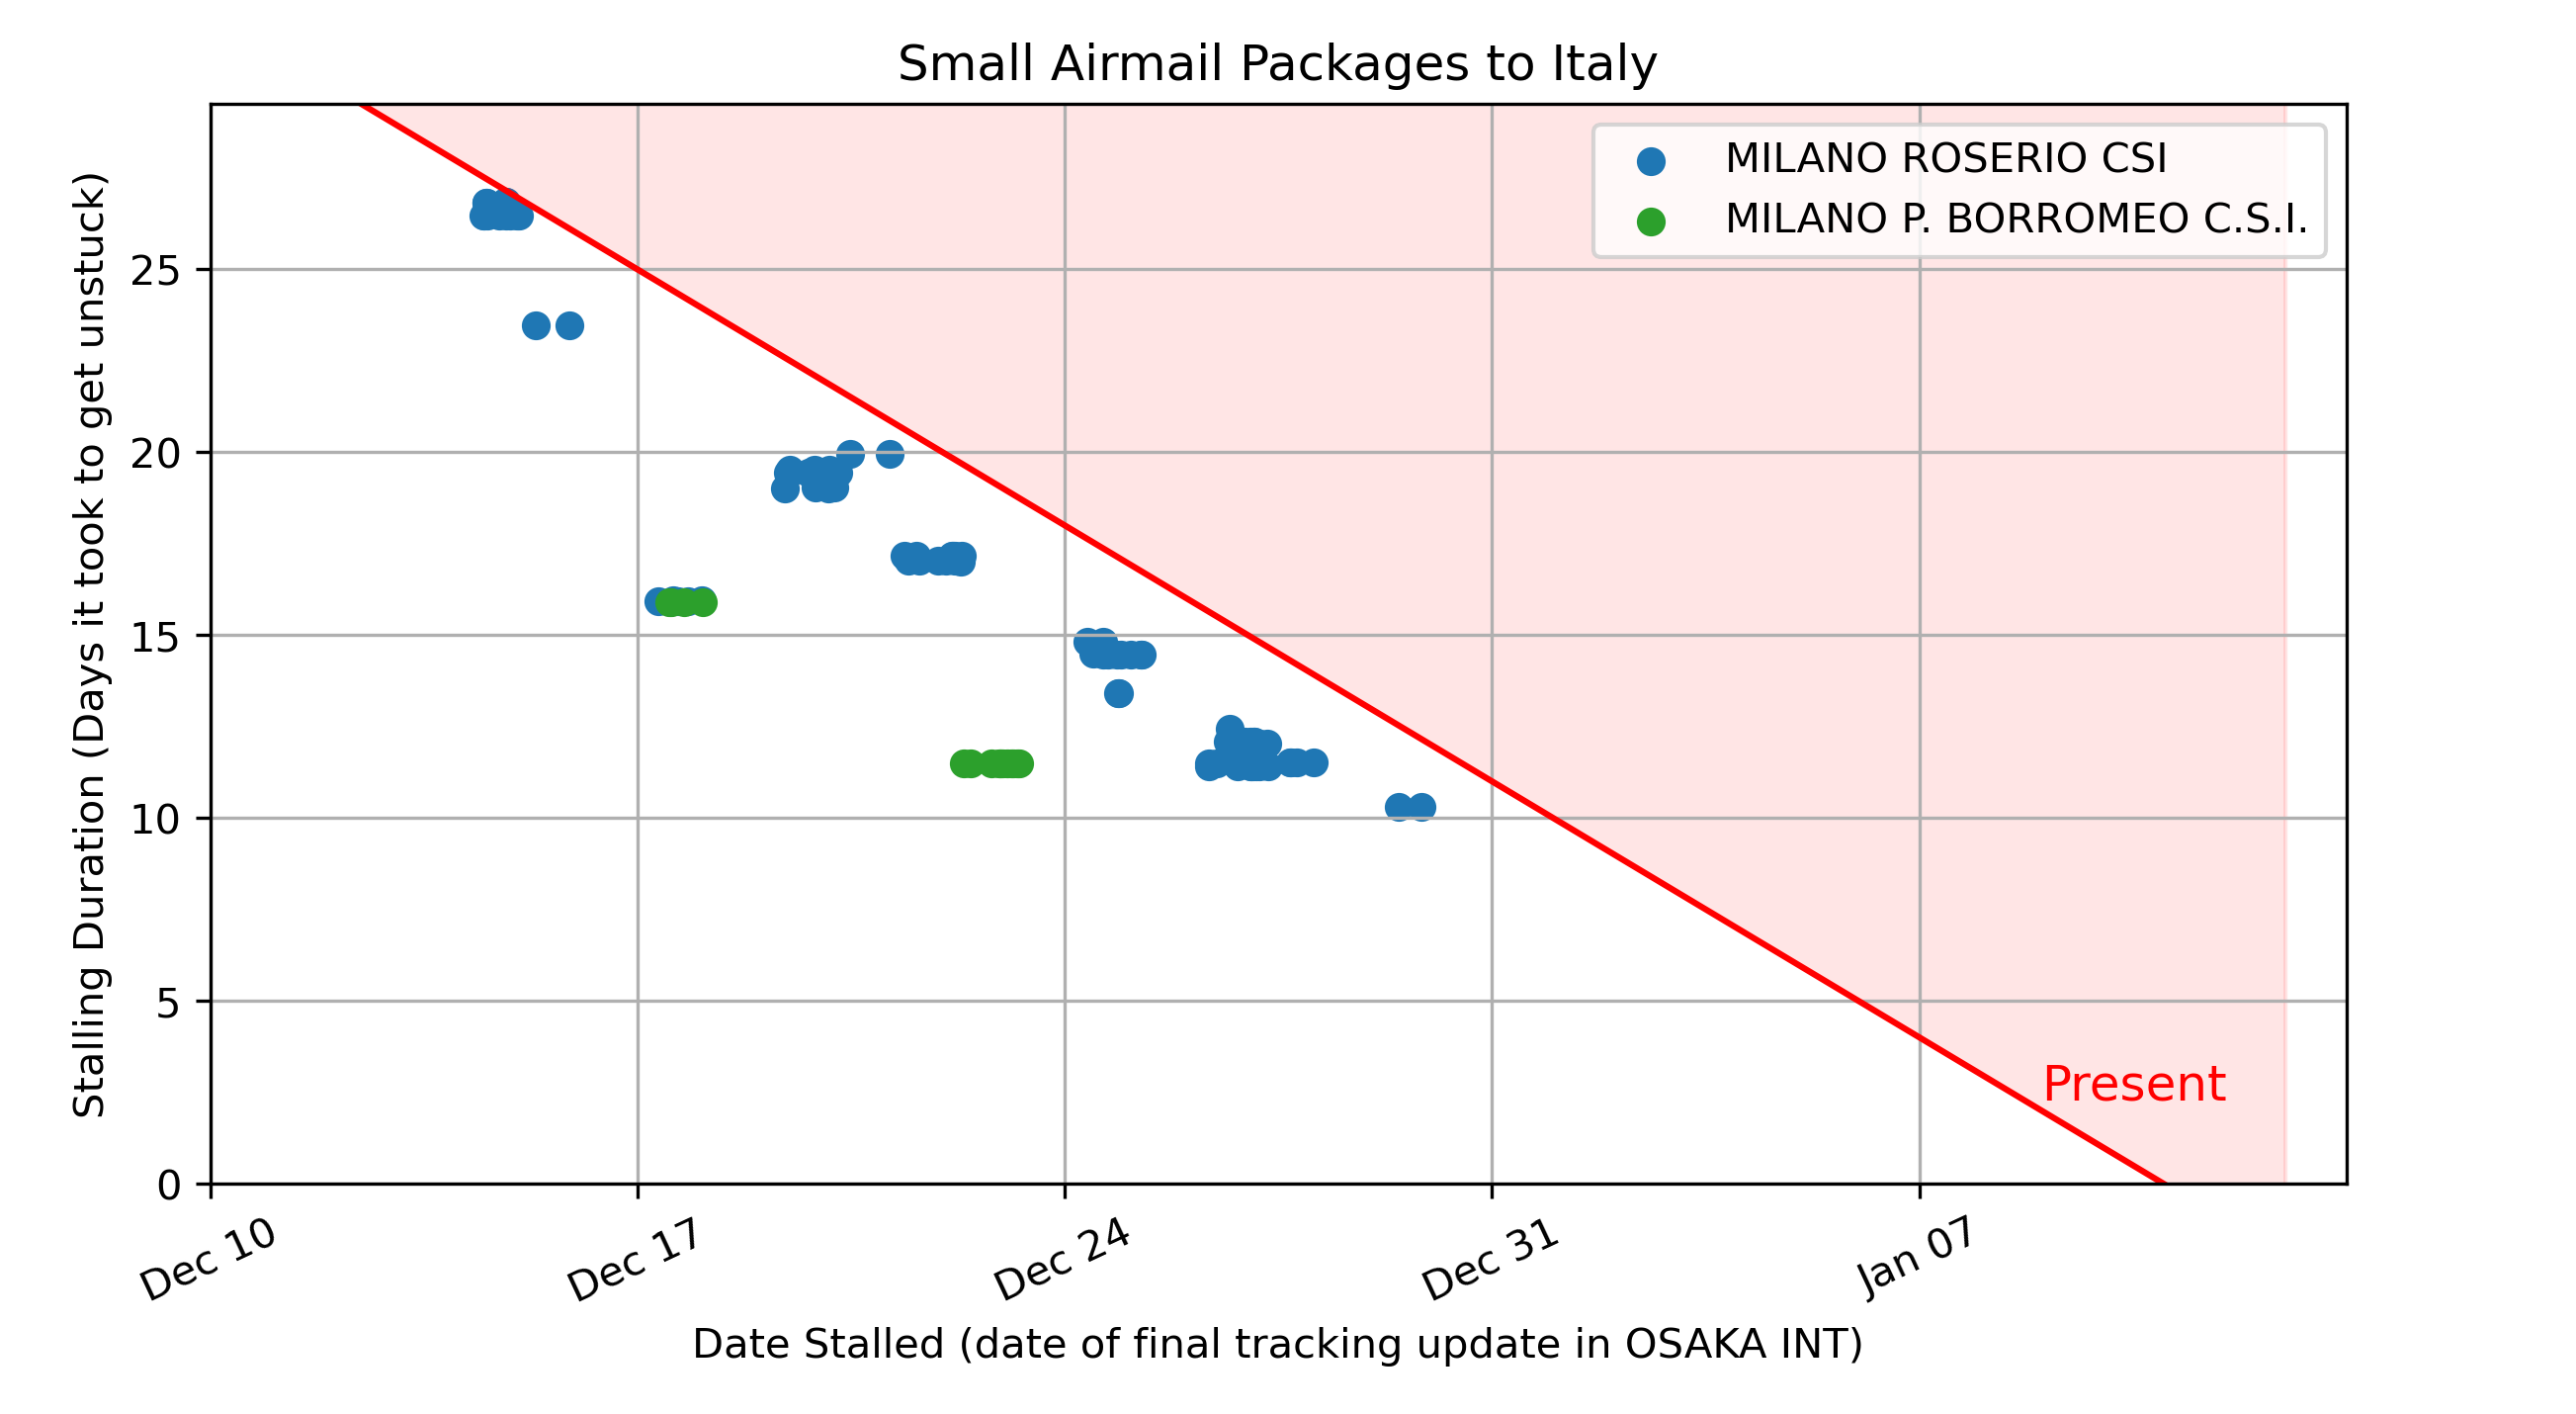 Small Airmail Packages to Italy
MILANO ROSERIO CSI
MILANO P. BORROMEO C.S.I.
Stalling Duration (Days it took to get unstuck)
25
20
15
10
5
0
Present
Dec 10
Dec 17
Dec 24
Dec 31
Jan 07
Date Stalled (date of final tracking update in OSAKA INT)